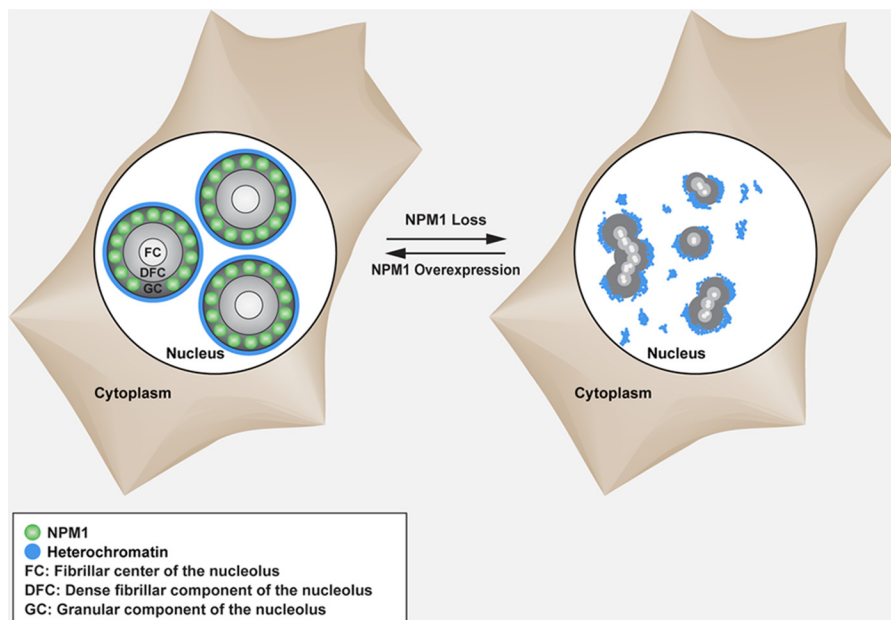 FC
DFC
GC
Nucleus
Cytoplasm
NPM1 Loss
NPM1 Overexpression
Nucleus
Cytoplasm
NPM1
Heterochromatin
FC: Fibrillar center of the nucleolus
DFC: Dense fibrillar component of the nucleolus
GC: Granular component of the nucleolus